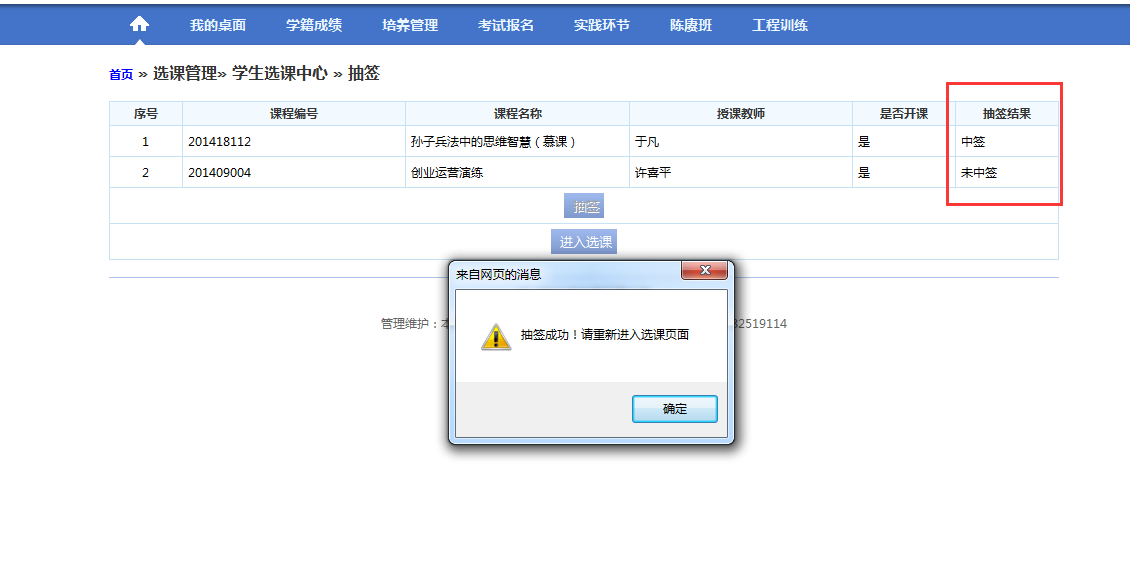 我的桌面 学籍成绩 培养管理 考试报名 实践环节 陈赓班 工程训练
首页 » 选课管理» 学生选课中心 » 抽签
序号 课程编号 课程名称 授课教师 是否开课 抽签结果
1 201418112 孙子兵法中的思维智慧（慕课） 于凡 是 中签
2 201409004 创业运营演练 许喜平 是 未中签
抽签
进入选课
来自网页的消息
管理维护：
32519114
抽签成功！请重新进入选课页面
确定